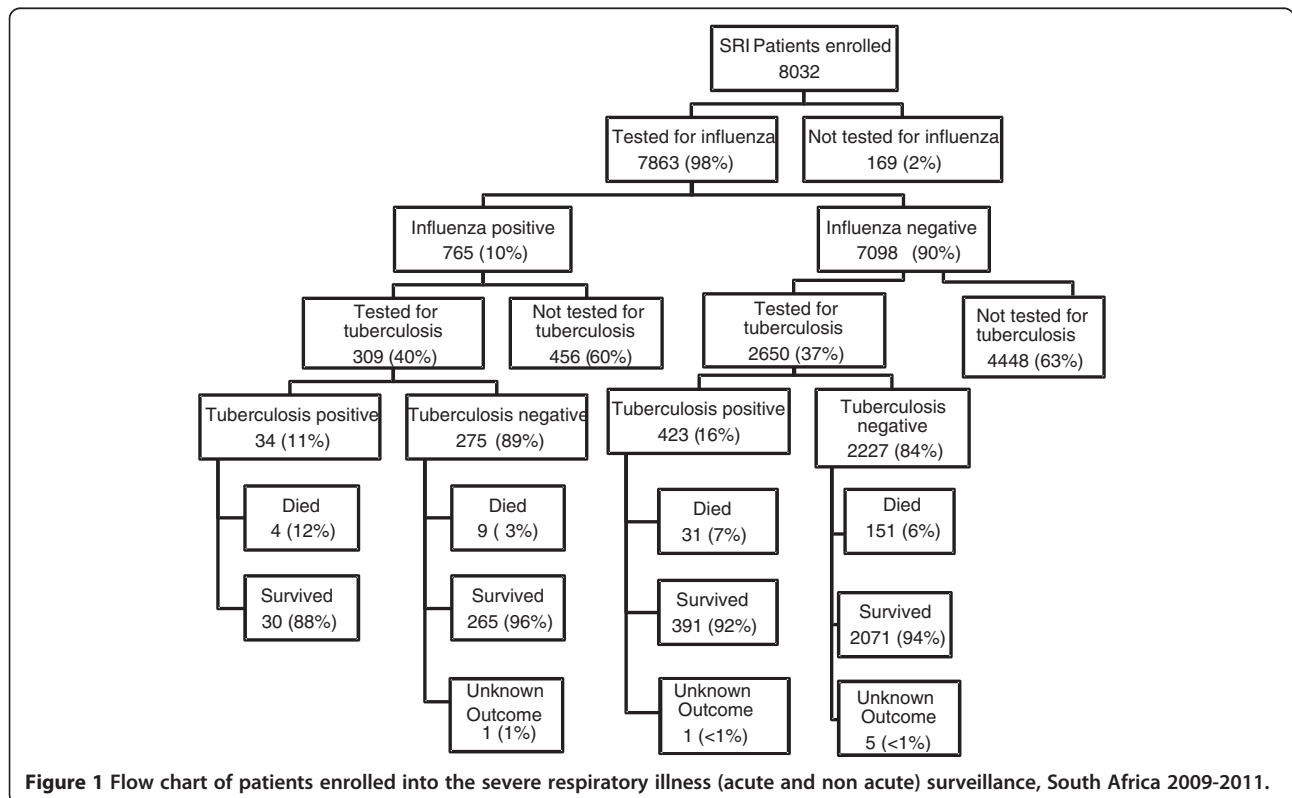 SRI Patients enrolled
8032
Tested for influenza
7863 (98%)
Not tested for influenza
169 (2%)
Influenza positive
765 (10%)
Influenza negative
7098 (90%)
Tested for
tuberculosis
309 (40%)
Not tested for
tuberculosis
456 (60%)
Tested for
tuberculosis
2650 (37%)
Not tested for
tuberculosis
4448 (63%)
Tuberculosis positive
34 (11%)
Tuberculosis negative
275 (89%)
Tuberculosis positive
423 (16%)
Tuberculosis
negative
2227 (84%)
Died
4 (12%)
Died
9 ( 3%)
Died
31 (7%)
Died
151 (6%)
Survived
30 (88%)
Survived
265 (96%)
Survived
391 (92%)
Survived
2071 (94%)
Unknown
Outcome
1 (1%)
Unknown
Outcome
1 (<1%)
Unknown
Outcome
5 (<1%)
Figure 1 Flow chart of patients enrolled into the severe respiratory illness (acute and non acute) surveillance, South Africa 2009-2011.